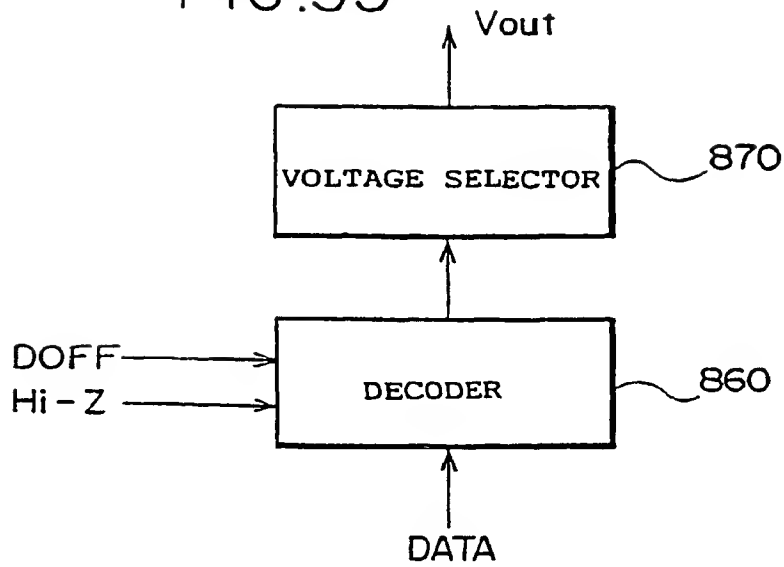 Vout
VOLTAGE SELECTOR
870
DOFF
Hi-Z
DECODER
860
DATA